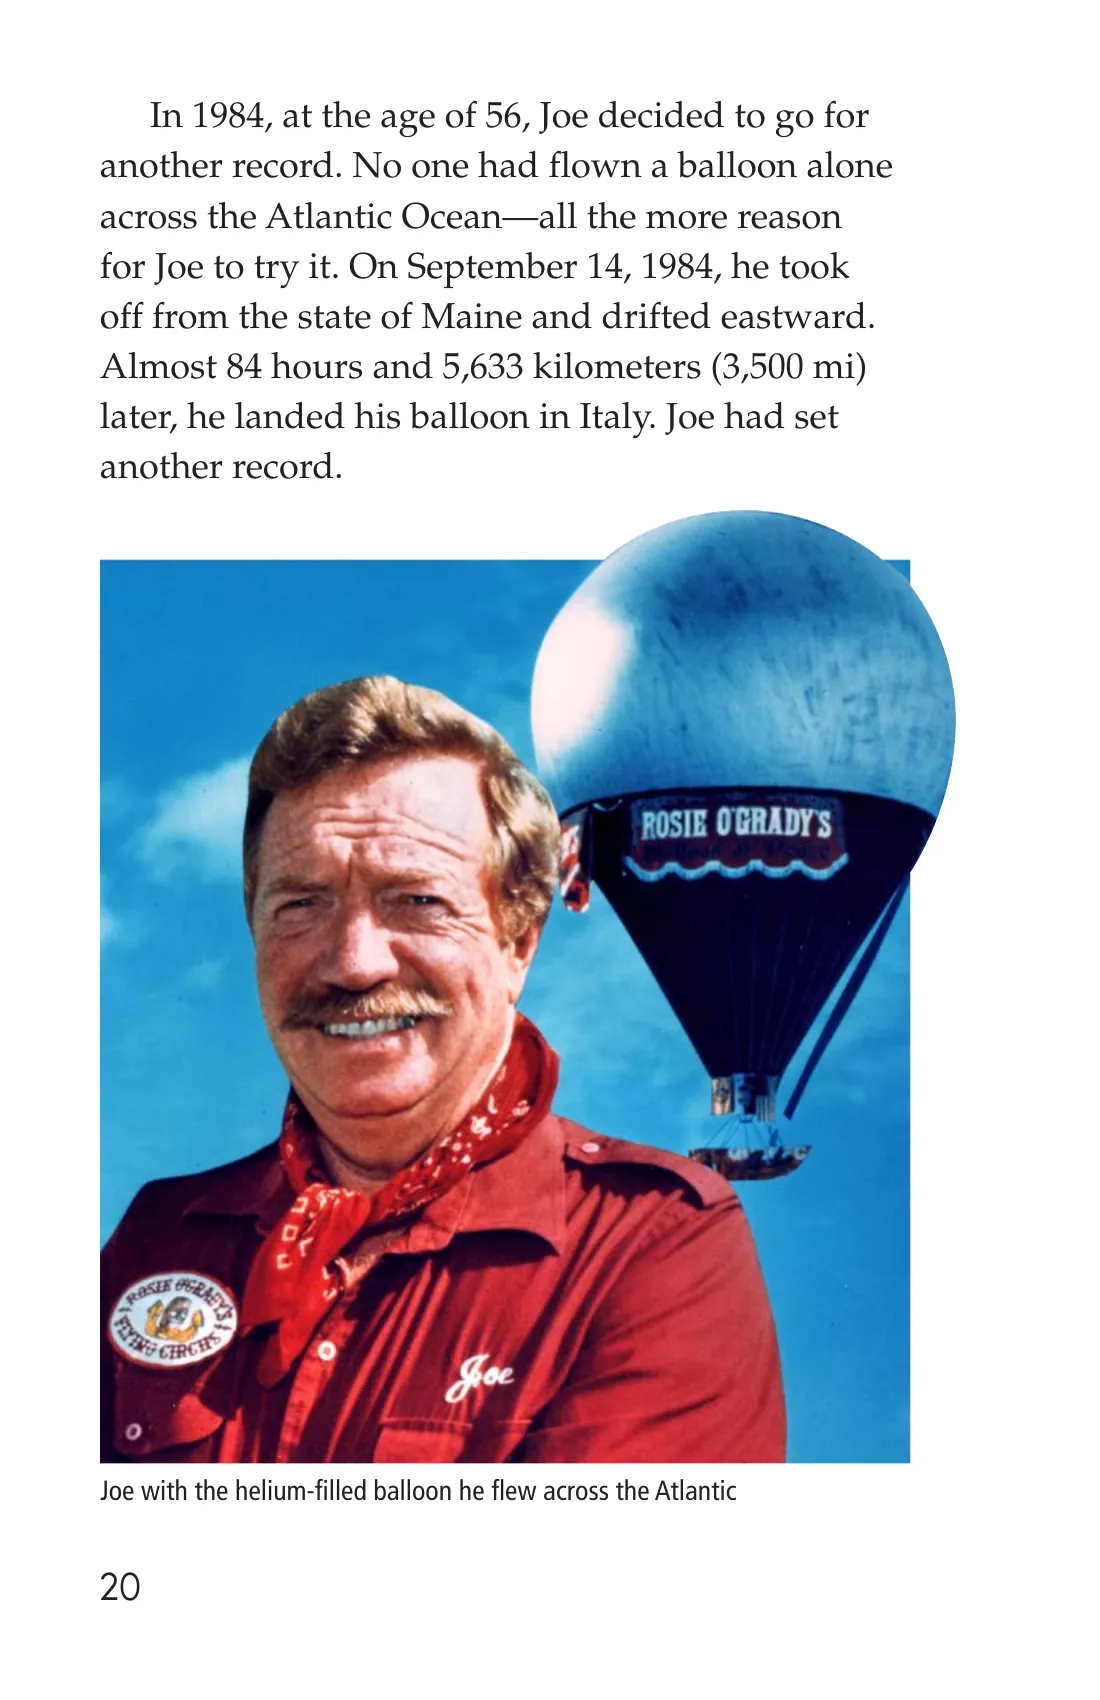 In 1984, at the age of 56, Joe decided to go for
another record. No one had flown a balloon alone
across the Atlantic Ocean—all the more reason
for Joe to try it. On September 14, 1984, he took
off from the state of Maine and drifted eastward.
Almost 84 hours and 5,633 kilometers (3,500 mi)
later, he landed his balloon in Italy. Joe had set
another record.
ROSIE O'GRADY'S
ROSIE O'GRADY'S
FLYING CIRCUS
Joe
Joe with the helium-filled balloon he flew across the Atlantic
20